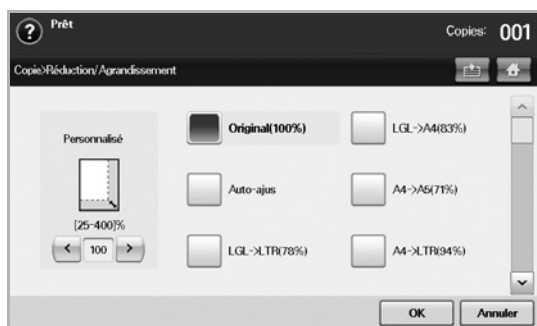 Prêt
Copies: 001
Copie>Réduction/Agrandissement
Personnalisé
[25-400]%
100
Original(100%)
LGL->A4(83%)
Auto-ajus
A4->A5(71%)
LGL->LTR(78%)
A4->LTR(94%)
OK
Annuler